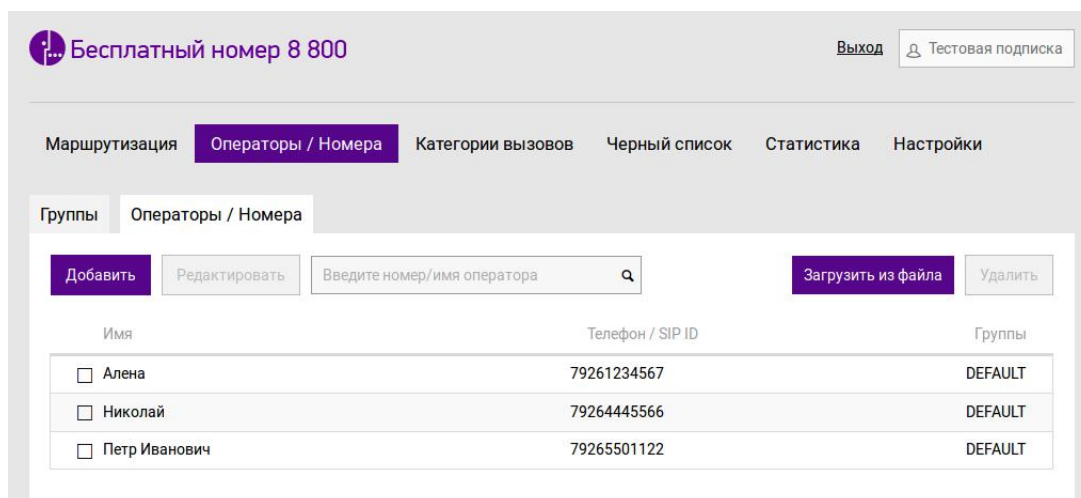 Бесплатный номер 8 800
Выход
Тестовая подписка
Маршрутизация Операторы / Номера Категории вызовов Черный список Статистика Настройки
Группы Операторы / Номера
Добавить Редактировать Введите номер/имя оператора Загрузить из файла Удалить
Имя Телефон / SIP ID Группы
Алена 79261234567 DEFAULT
Николай 79264445566 DEFAULT
Петр Иванович 79265501122 DEFAULT